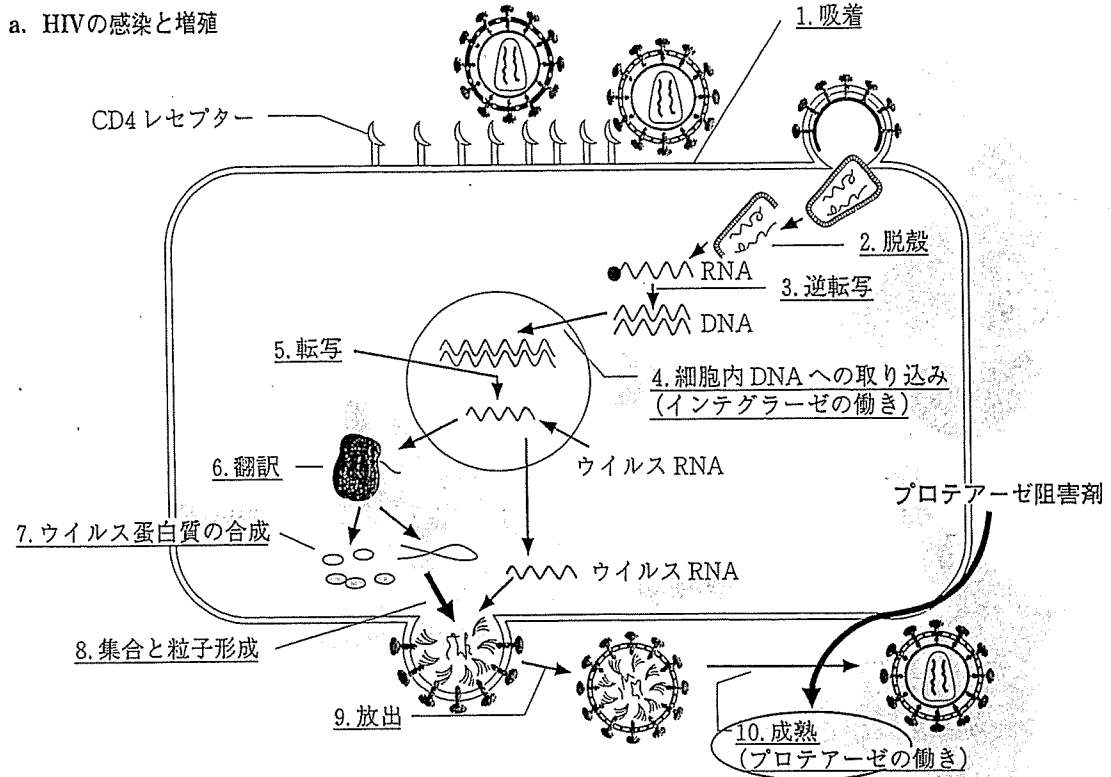 a. HIVの感染と増殖
1.吸着
CD4レセプター
2.脱殻
RNA
3.逆転写
DNA
5.転写
4.細胞内DNAへの取り込み
(インテグラーゼの働き)
6.翻訳
ウイルスRNA
プロテアーゼ阻害剤
7.ウイルス蛋白質の合成
ウイルスRNA
8.集合と粒子形成
9.放出
10.成熟
(プロテアーゼの働き)